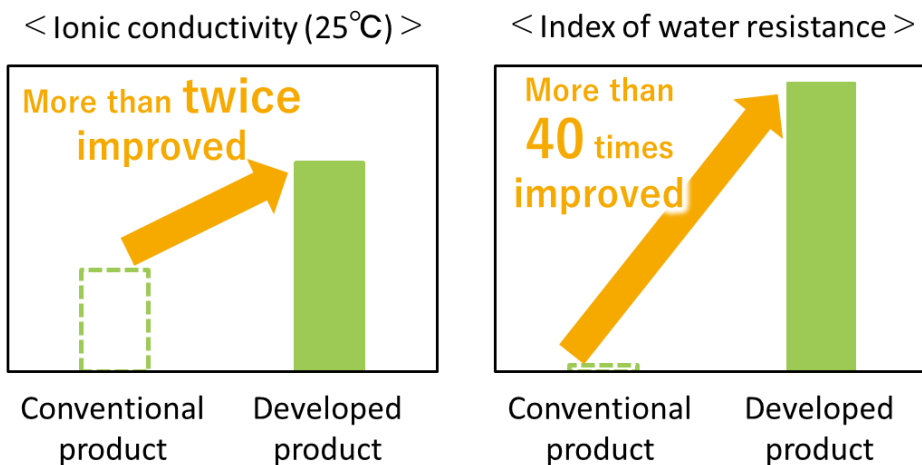 < Ionic conductivity (25℃) >
More than twice
improved
Conventional
product
Developed
product
< Index of water resistance >
More than
40 times
improved
Conventional
product
Developed
product